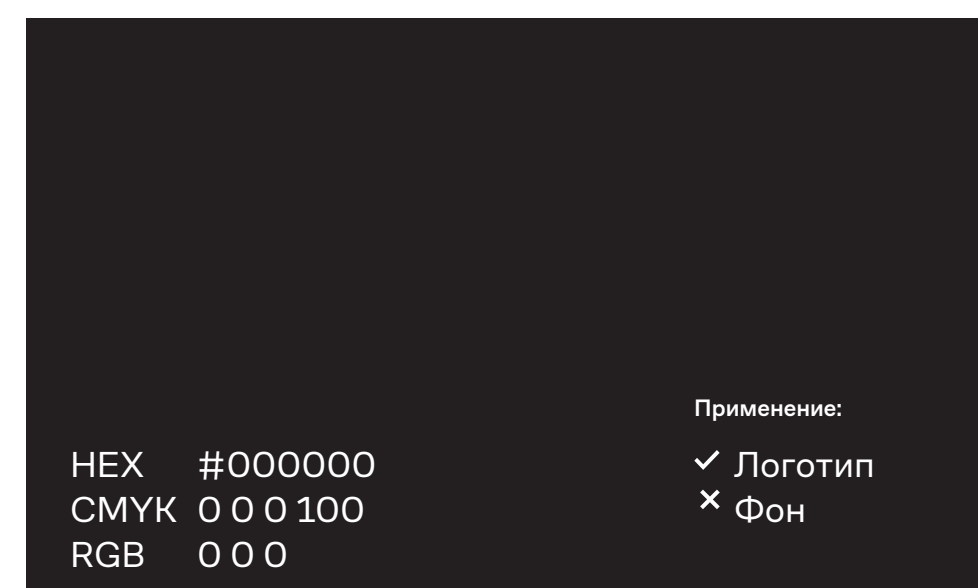 HEX #000000
CMYK 0 0 0 100
RGB 0 0 0
Применение:
✓ Логотип
✕ Фон